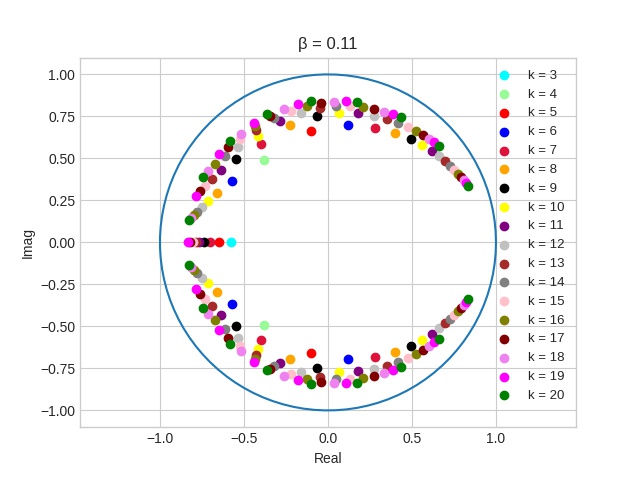 β = 0.11
1.00
0.75
0.50
0.25
0.00
−0.25
−0.50
−0.75
−1.00
Imag
−1.0
−0.5
0.0
0.5
1.0
Real
k = 3
k = 4
k = 5
k = 6
k = 7
k = 8
k = 9
k = 10
k = 11
k = 12
k = 13
k = 14
k = 15
k = 16
k = 17
k = 18
k = 19
k = 20